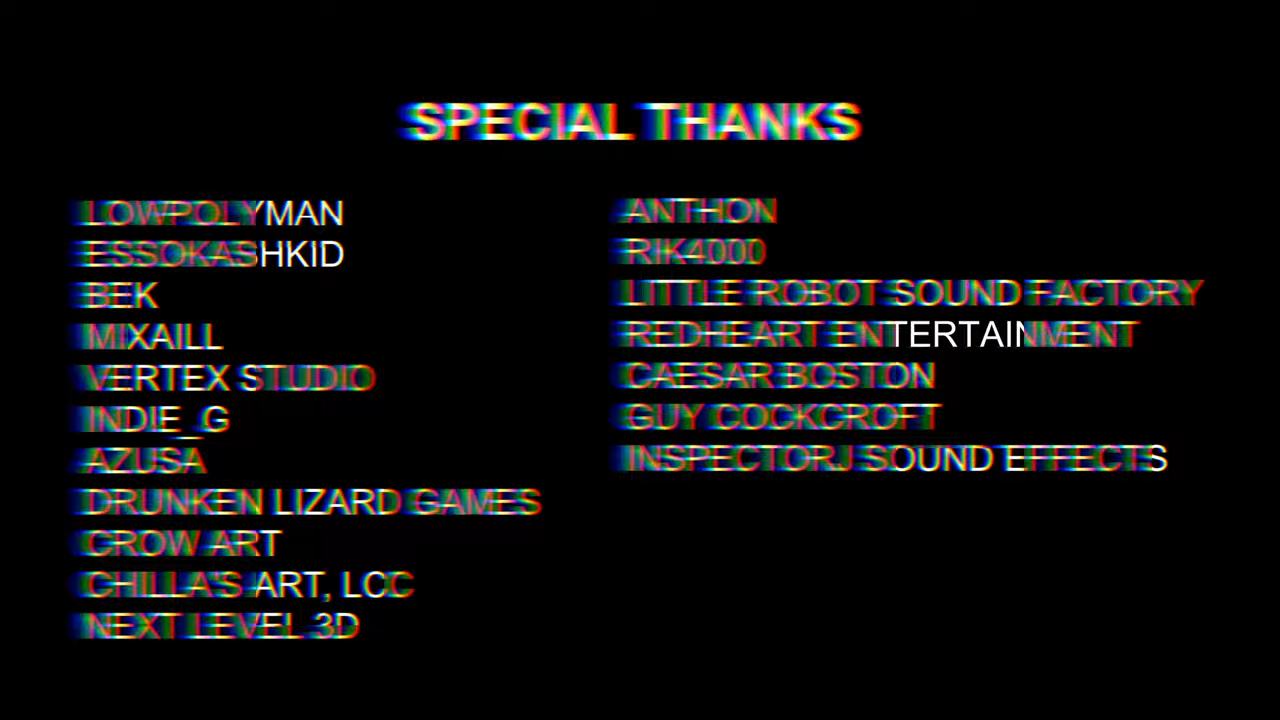 SPECIAL THANKS
LOWPOLYMAN
ESSOKASHKID
BEK
MIXAILL
VERTEX STUDIO
INDIE_G
AZUSA
DRUNKEN LIZARD GAMES
CROW ART
CHILLA'S ART, LCC
NEXT LEVEL 3D
ANTHON
RIK4000
LITTLE ROBOT SOUND FACTORY
REDHEART ENTERTAINMENT
CAESAR BOSTON
GUY COCKCROFT
INSPECTORJ SOUND EFFECTS